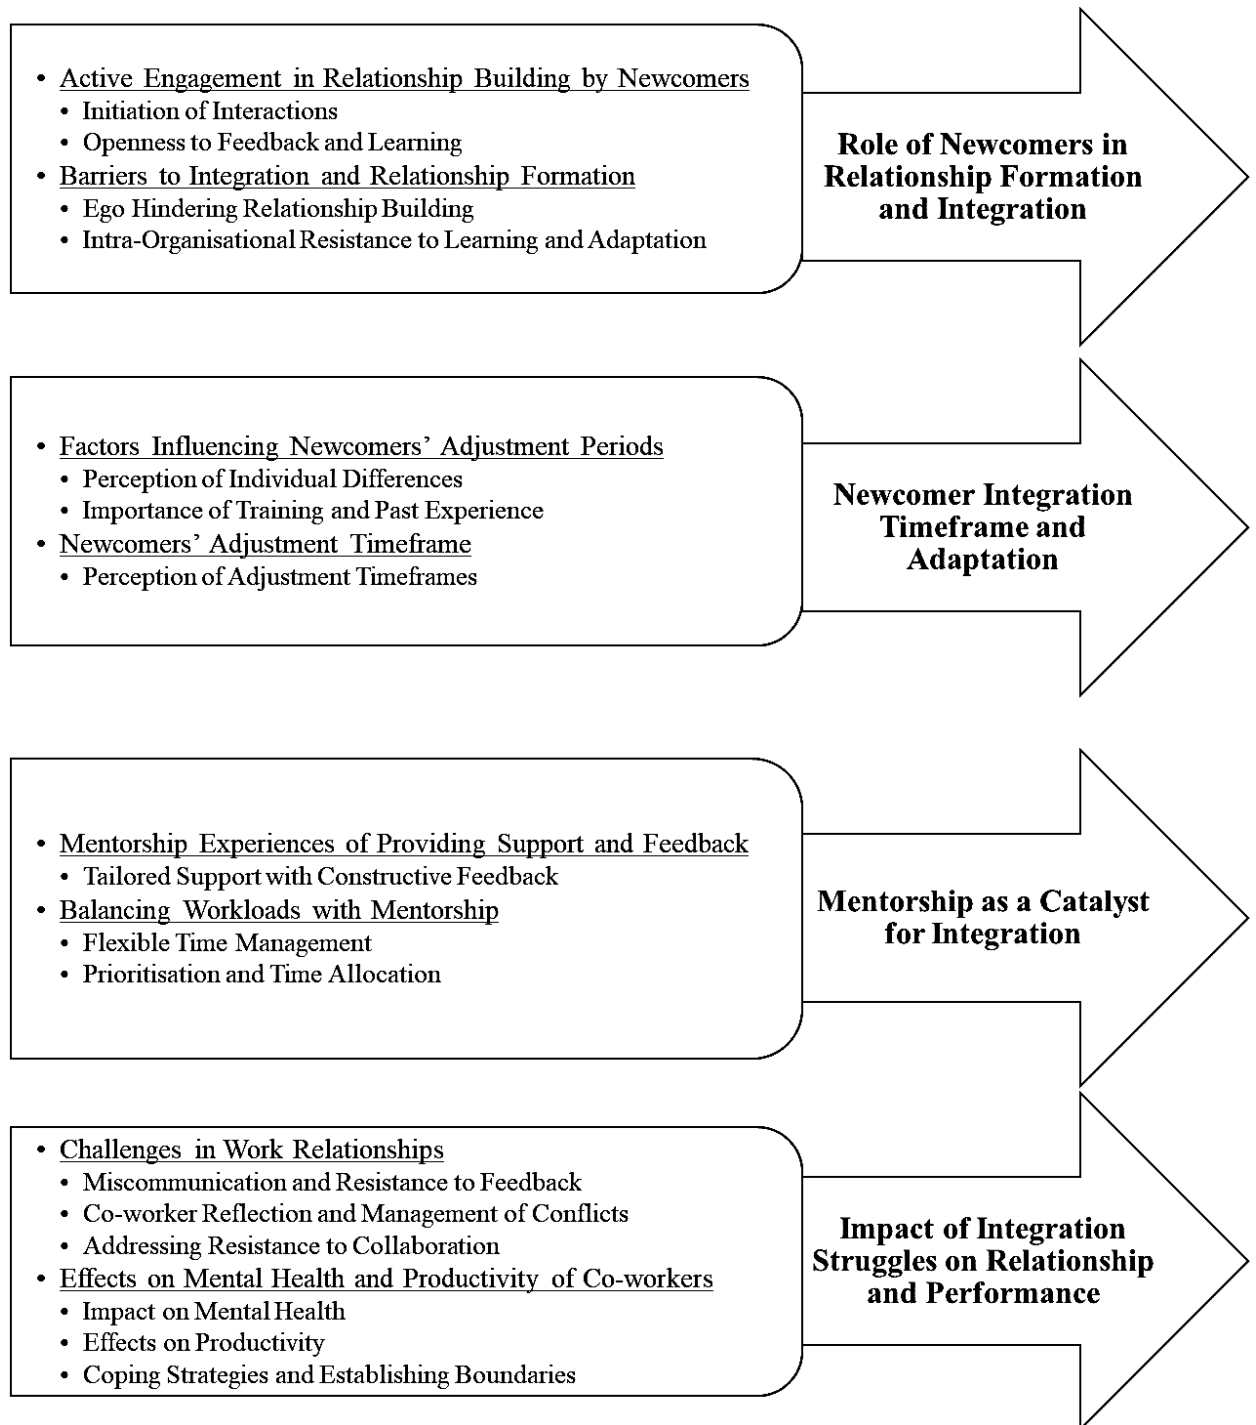 • Active Engagement in Relationship Building by Newcomers
• Initiation of Interactions
• Openness to Feedback and Learning
• Barriers to Integration and Relationship Formation
• Ego Hindering Relationship Building
• Intra-Organisational Resistance to Learning and Adaptation
Role of Newcomers in
Relationship Formation
and Integration
• Factors Influencing Newcomers’ Adjustment Periods
• Perception of Individual Differences
• Importance of Training and Past Experience
• Newcomers’ Adjustment Timeframe
• Perception of Adjustment Timeframes
Newcomer Integration
Timeframe and
Adaptation
• Mentorship Experiences of Providing Support and Feedback
• Tailored Support with Constructive Feedback
• Balancing Workloads with Mentorship
• Flexible Time Management
• Prioritisation and Time Allocation
Mentorship as a Catalyst
for Integration
• Challenges in Work Relationships
• Miscommunication and Resistance to Feedback
• Co-worker Reflection and Management of Conflicts
• Addressing Resistance to Collaboration
• Effects on Mental Health and Productivity of Co-workers
• Impact on Mental Health
• Effects on Productivity
• Coping Strategies and Establishing Boundaries
Impact of Integration
Struggles on Relationship
and Performance